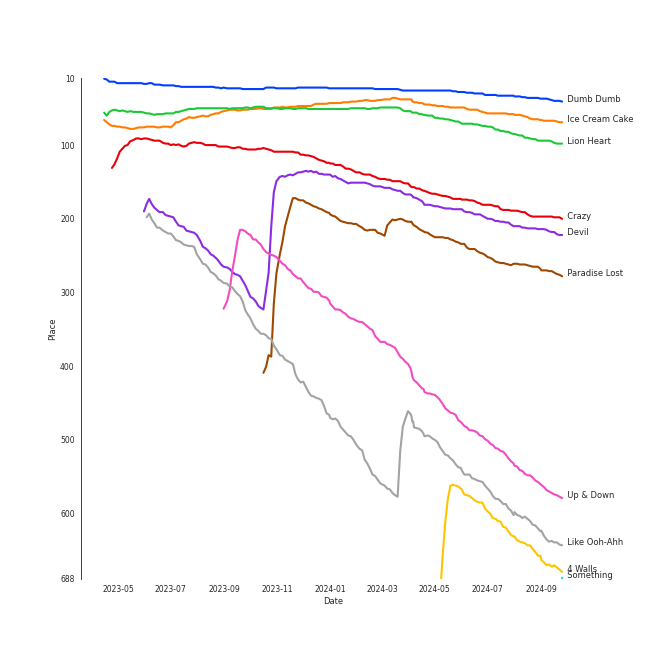 10
100
200
300
400
500
600
688
Place
2023-05
2023-07
2023-09
2023-11
2024-01
2024-03
2024-05
2024-07
2024-09
Date
Dumb Dumb
Ice Cream Cake
Lion Heart
Crazy
Devil
Paradise Lost
Up & Down
Like Ooh-Ahh
4 Walls
Something